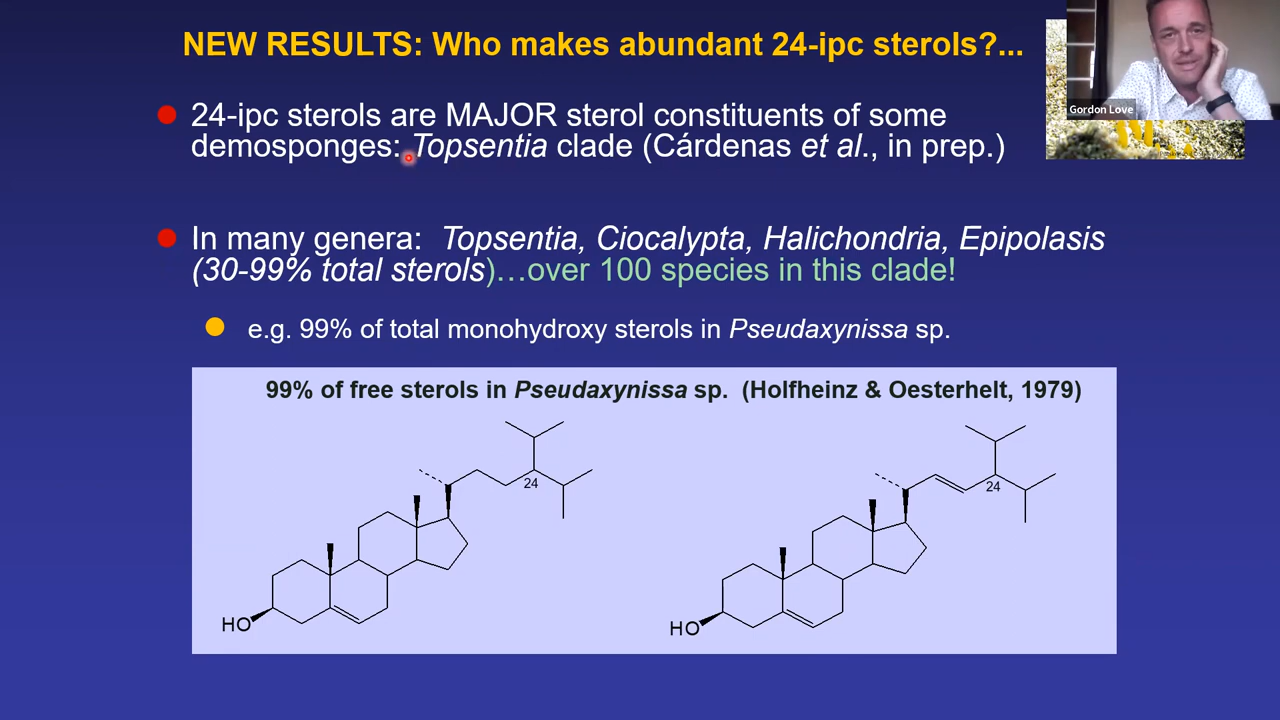 NEW RESULTS: Who makes abundant 24-ipc sterols?...
Gordon Love
24-ipc sterols are MAJOR sterol constituents of some
demosponges: Topsentia clade (Cárdenas et al., in prep.)
In many genera: Topsentia, Ciocalypta, Halichondria, Epipolasis
(30-99% total sterols)…over 100 species in this clade!
e.g. 99% of total monohydroxy sterols in Pseudaxynissa sp.
99% of free sterols in Pseudaxynissa sp. (Holfheinz & Oesterhelt, 1979)
24
24
HO
HO